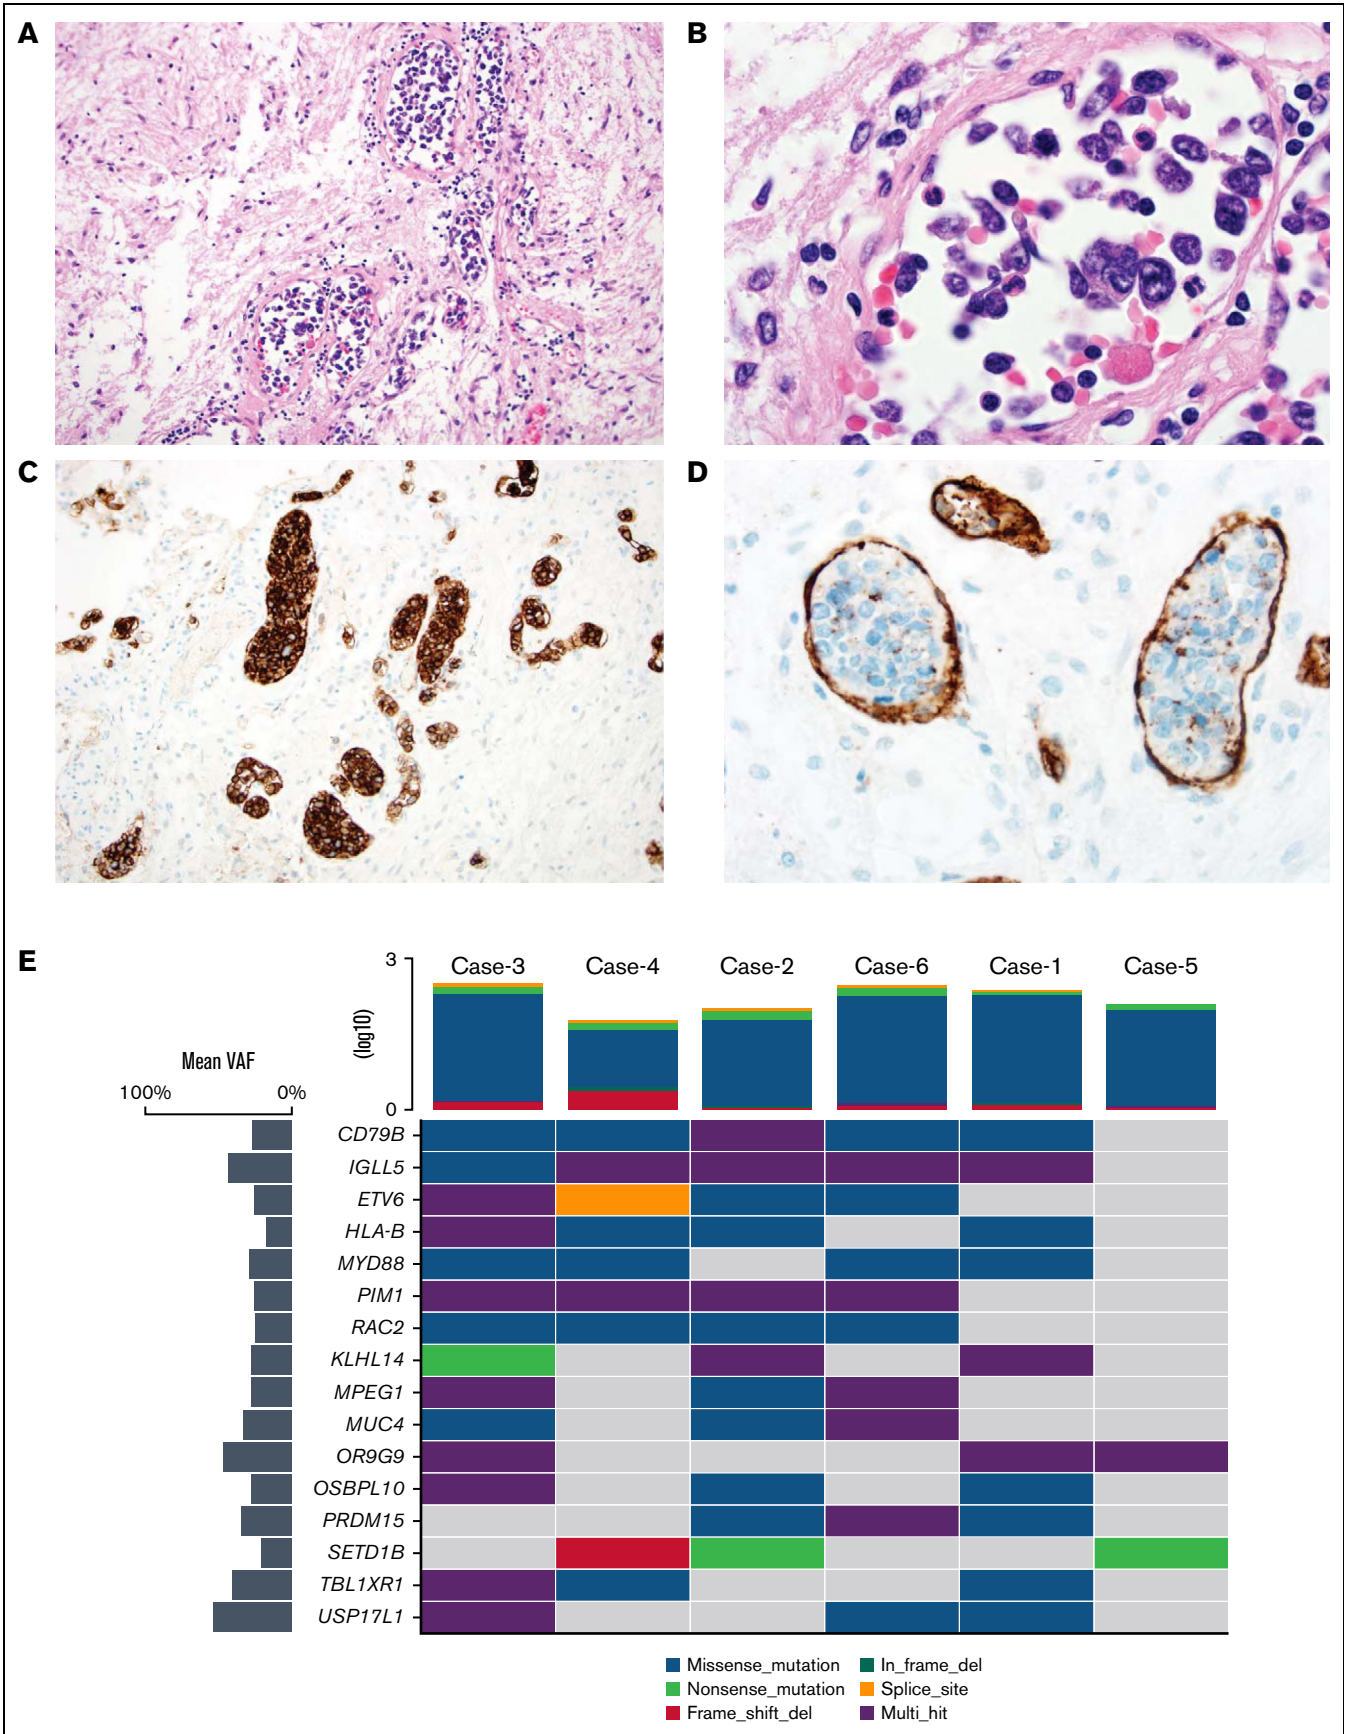 A
B
C
D
E
3
(log10)
0
Case-3 Case-4 Case-2 Case-6 Case-1 Case-5
Mean VAF
100% 0%
CD79B
IGLL5
ETV6
HLA-B
MYD88
PIM1
RAC2
KLHL14
MPEG1
MUC4
OR9G9
OSBPL10
PRDM15
SETD1B
TBL1XR1
USP17L1
Missense_mutation In_frame_del
Nonsense_mutation Splice_site
Frame_shift_del Multi_hit